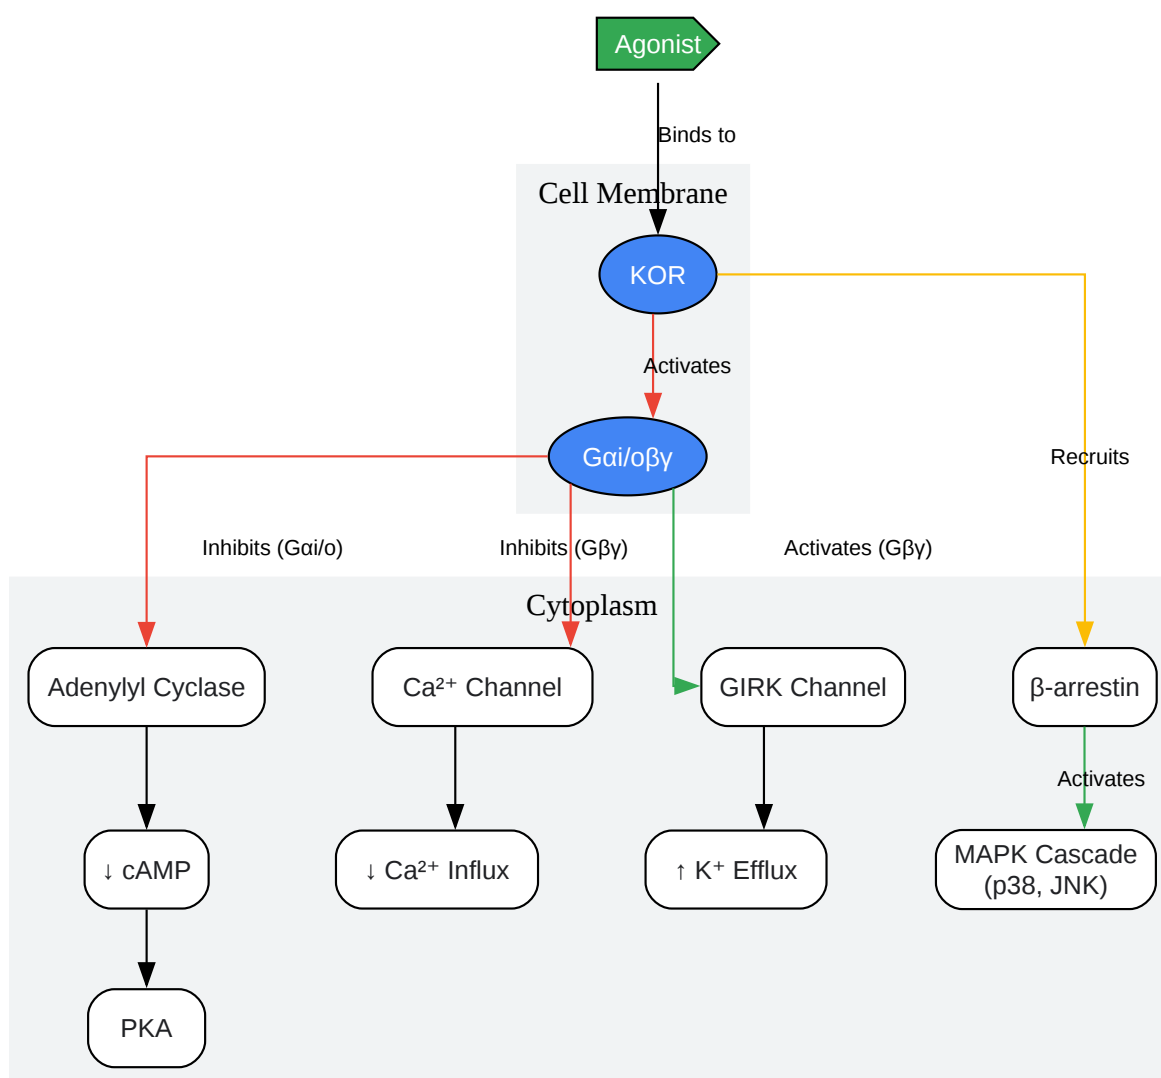 Agonist
Binds to
Cell Membrane
KOR
Activates
Gαi/oβγ
Recruits
Inhibits (Gαi/o)
Inhibits (Gβγ)
Activates (Gβγ)
Cytoplasm
Adenylyl Cyclase
Ca²⁺ Channel
GIRK Channel
β-arrestin
Activates
↓ cAMP
↓ Ca²⁺ Influx
↑ K⁺ Efflux
MAPK Cascade
(p38, JNK)
PKA